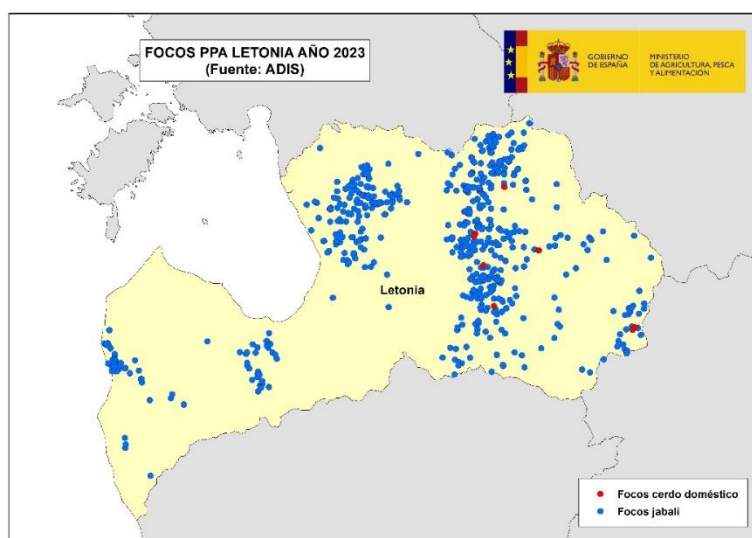 FOCOS PPA LETONIA AÑO 2023
(Fuente: ADIS)
GOBIERNO
DE ESPAÑA
MINISTERIO
DE AGRICULTURA, PESCA
Y ALIMENTACIÓN
Letonia
Focos cerdo doméstico
Focos jabalí